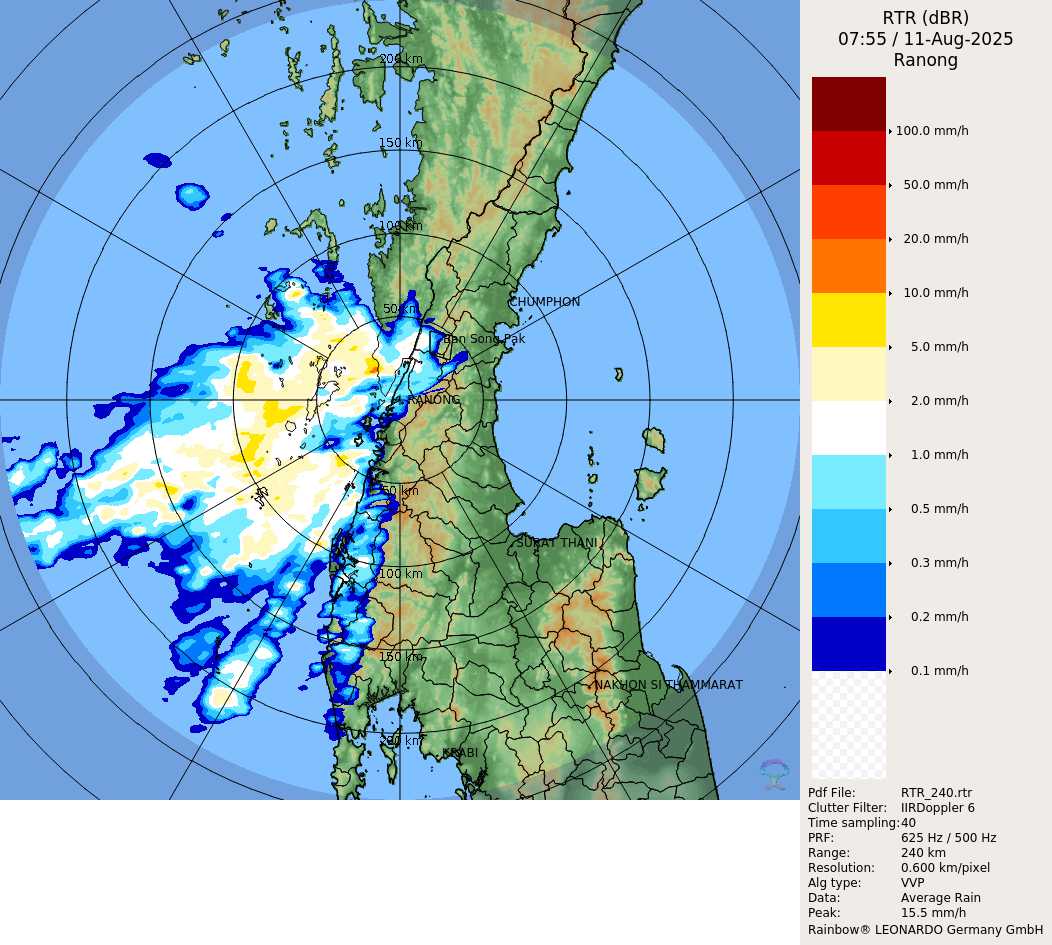 200 km
150 km
100 km
50 km
CHUMPHON
Ban Song Pak
RANONG
50 km
SURAT THANI
100 km
150 km
NAKHON SI THAMMARAT
200 km
KRABI
RTR (dBR)
07:55 / 11-Aug-2025
Ranong
100.0 mm/h
50.0 mm/h
20.0 mm/h
10.0 mm/h
5.0 mm/h
2.0 mm/h
1.0 mm/h
0.5 mm/h
0.3 mm/h
0.2 mm/h
0.1 mm/h
Pdf File: RTR_240.rtr
Clutter Filter: IIRDoppler 6
Time sampling: 40
PRF: 625 Hz / 500 Hz
Range: 240 km
Resolution: 0.600 km/pixel
Alg type: VVP
Data: Average Rain
Peak: 15.5 mm/h
Rainbow® LEONARDO Germany GmbH